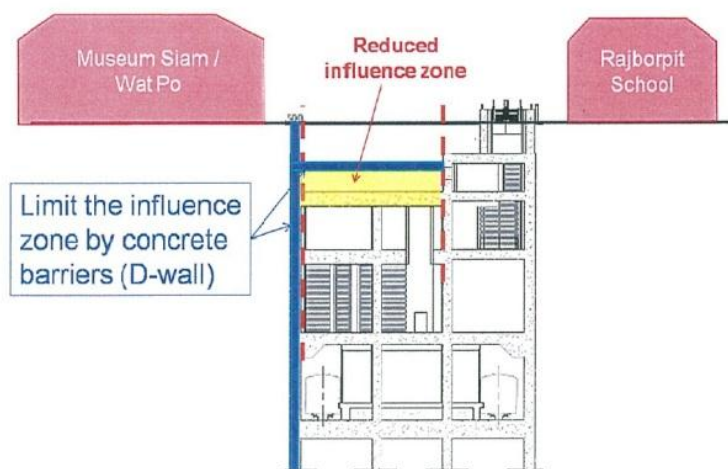 Museum Siam /
Wat Po
Reduced
influence zone
Rajborpit
School
Limit the influence
zone by concrete
barriers (D-wall)